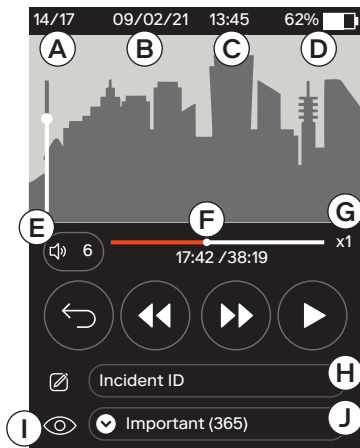 14/17 09/02/21 13:45 62%
A B C D
E F G
6 x1
17:42 /38:19
Incident ID H
I Important (365) J